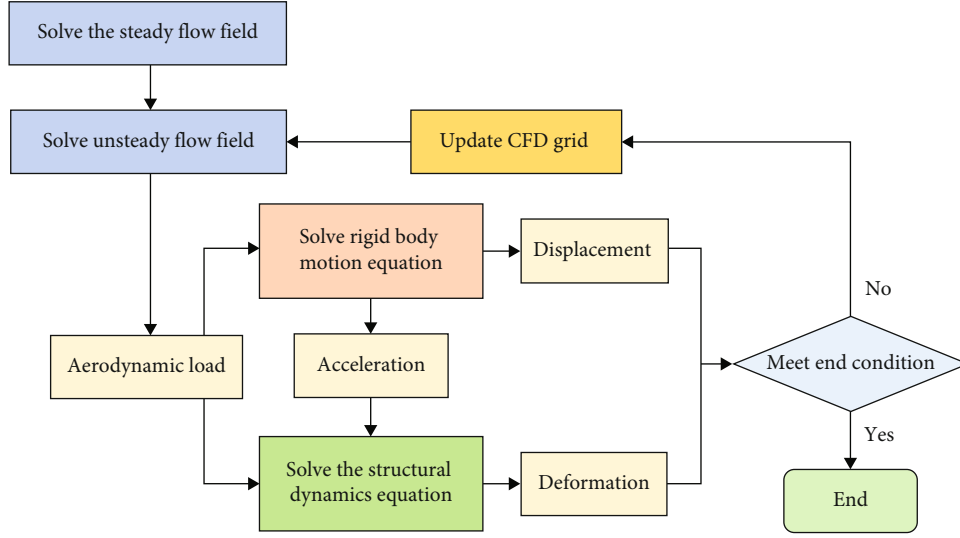 Solve the steady flow field
Solve unsteady flow field
Update CFD grid
Solve rigid body
motion equation
Displacement
No
Aerodynamic load
Acceleration
Meet end condition
Yes
Solve the structural
dynamics equation
Deformation
End